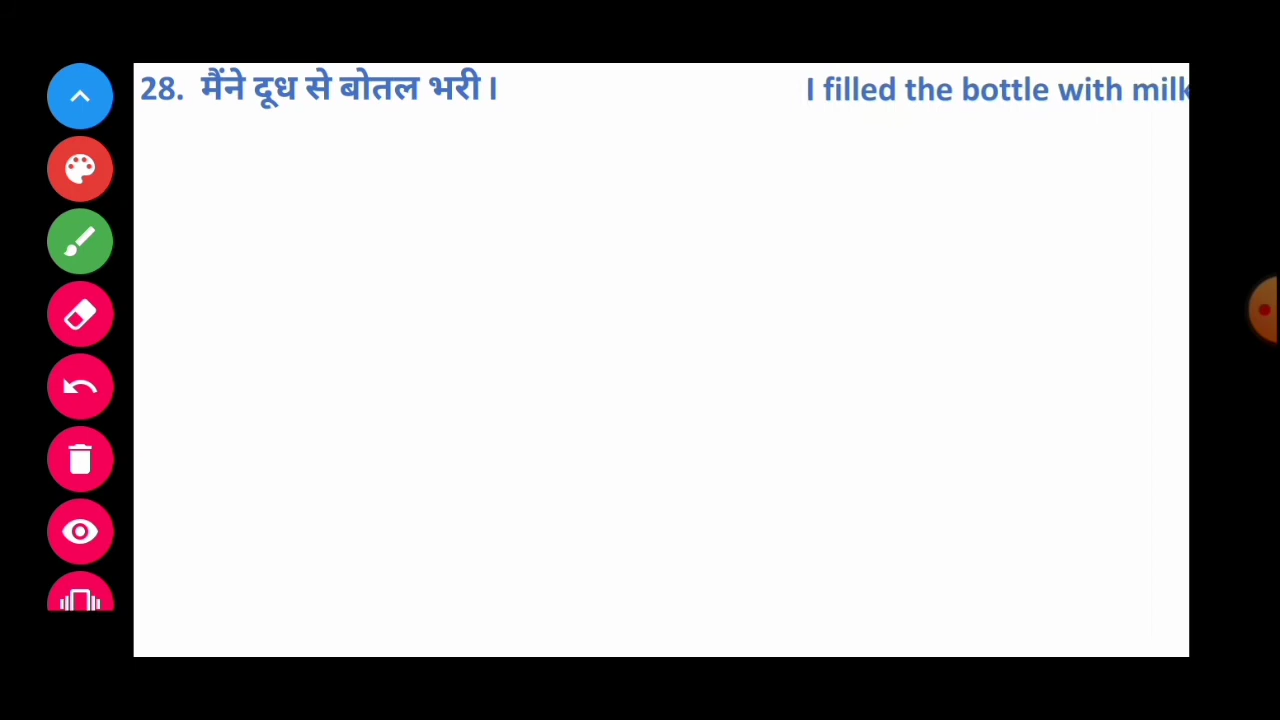 28. मैंने दूध से बोतल भरी । I filled the bottle with milk